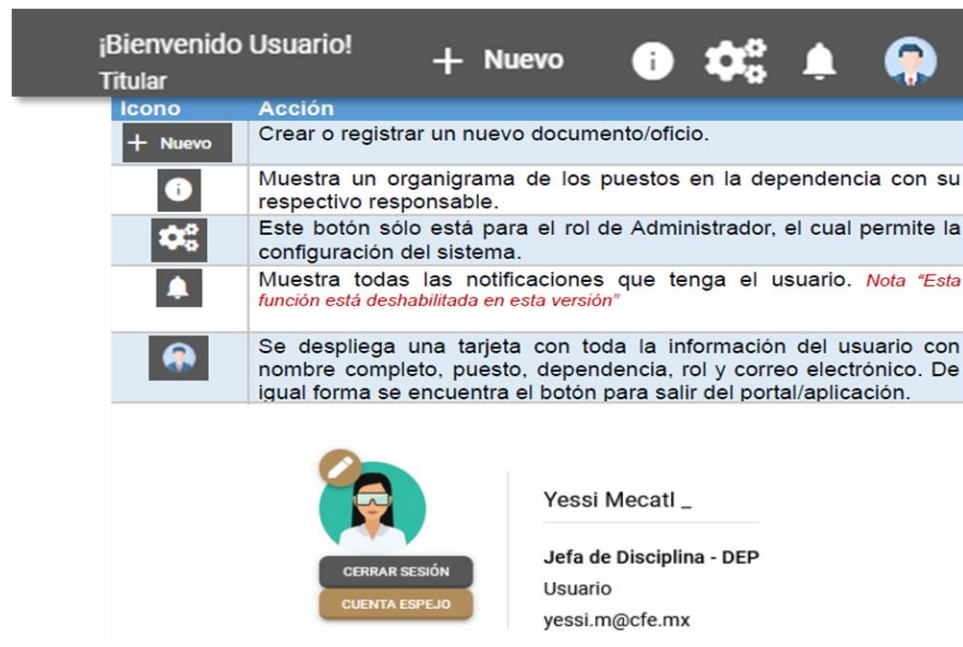 ¡Bienvenido Usuario!
Titular
+ Nuevo
Icono Acción
+ Nuevo Crear o registrar un nuevo documento/oficio.
Muestra un organigrama de los puestos en la dependencia con su
respectivo responsable.
Este botón sólo está para el rol de Administrador, el cual permite la
configuración del sistema.
Muestra todas las notificaciones que tenga el usuario. Nota “Esta
función está deshabilitada en esta versión”
Se despliega una tarjeta con toda la información del usuario con
nombre completo, puesto, dependencia, rol y correo electrónico. De
igual forma se encuentra el botón para salir del portal/aplicación.
CERRAR SESIÓN
CUENTA ESPEJO
Yessi Mecatl _
Jefa de Disciplina - DEP
Usuario
yessi.m@cfe.mx